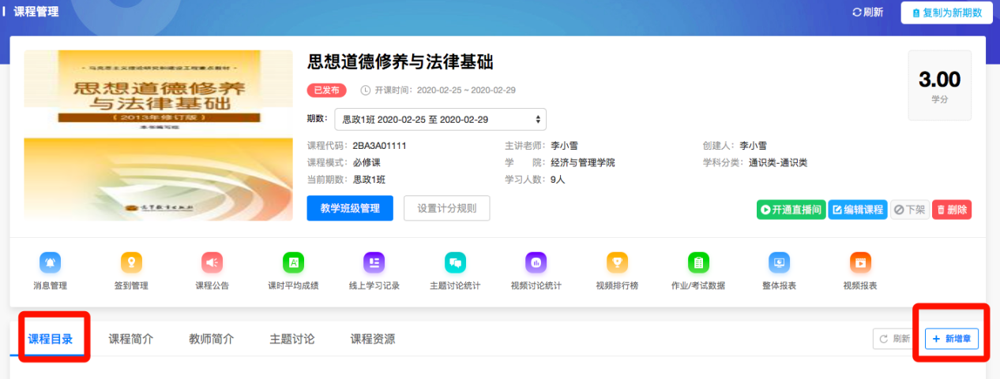 课程管理
刷新
复制为新期数
- 马克思主义理论研究和建设工程重点教材 -
思想道德修养
与法律基础
(2013年修订版)
本书编写组
高等教育出版社
思想道德修养与法律基础
已发布
开课时间：2020-02-25 ~ 2020-02-29
期数：
思政1班 2020-02-25 至 2020-02-29
课程代码：2BA3A01111
主讲老师：李小雪
创建人：李小雪
课程模式：必修课
学 院：经济与管理学院
学科分类：通识类-通识类
当前期数：思政1班
学习人数：9人
3.00
学分
教学班级管理
设置计分规则
开通直播间
编辑课程
下架
删除
消息管理
签到管理
课程公告
课时平均成绩
线上学习记录
主题讨论统计
视频讨论统计
视频排行榜
作业/考试数据
整体报表
视频报表
课程目录
课程简介
教师简介
主题讨论
课程资源
刷新
+ 新增章